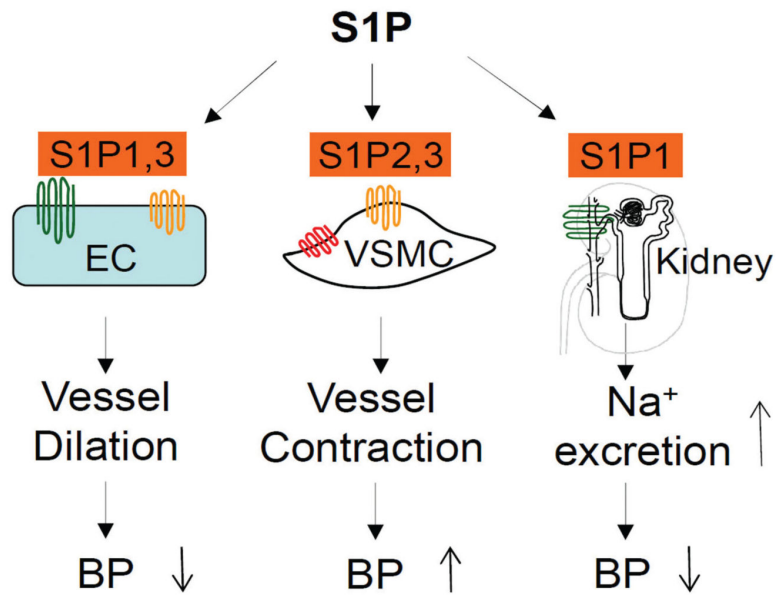 S1P
S1P1,3
S1P2,3
S1P1
EC
VSMC
Kidney
Vessel
Dilation
Vessel
Contraction
Na⁺
excretion ↑
BP ↓
BP ↑
BP ↓